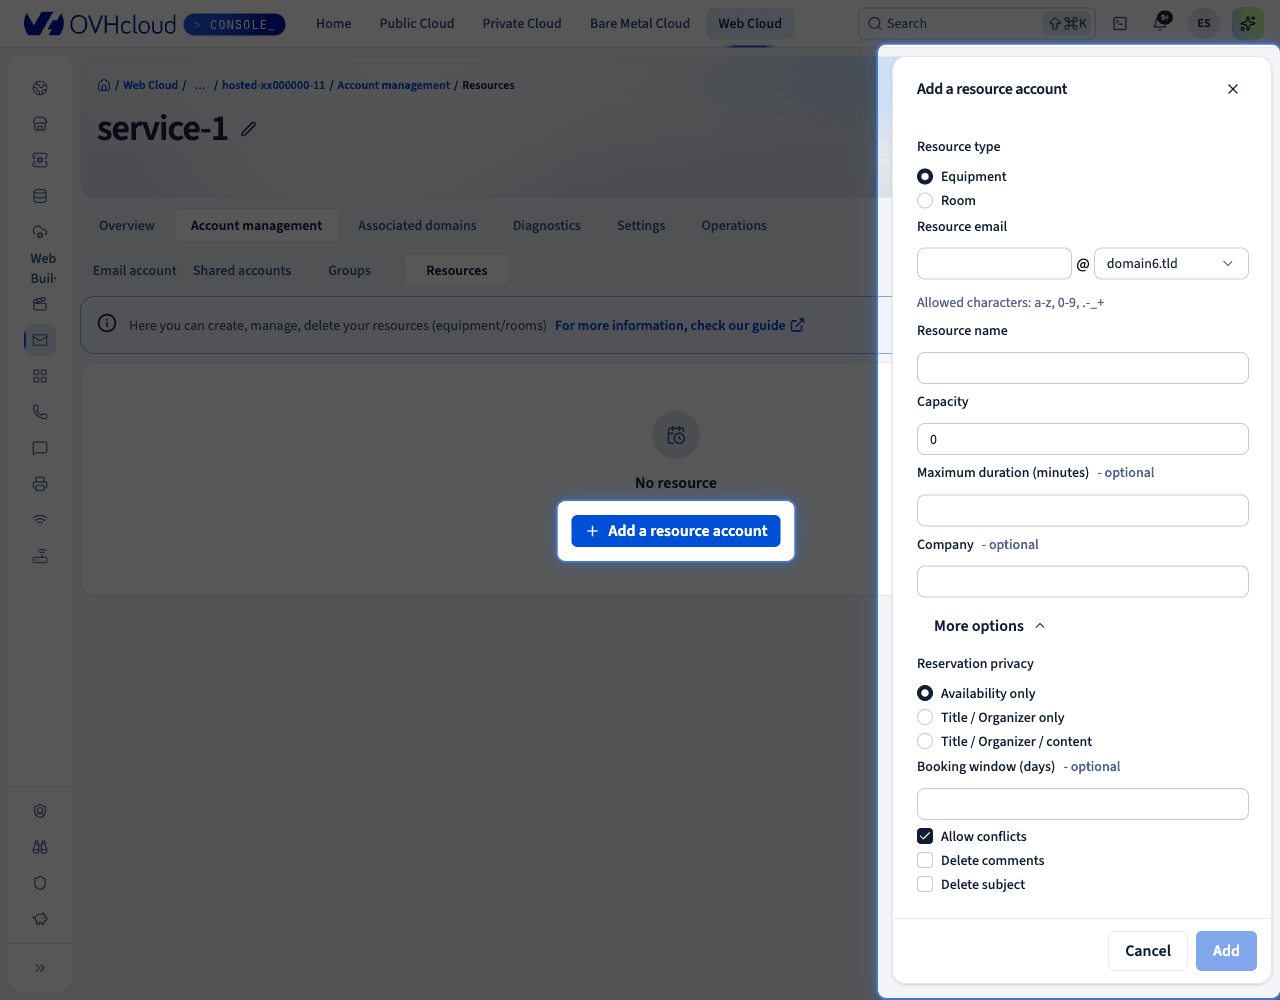 OVHcloud
> CONSOLE_
Home
Public Cloud
Private Cloud
Bare Metal Cloud
Web Cloud
Search
⇧⌘K
9+
ES
/ Web Cloud / ... / hosted-xx000000-11 / Account management / Resources
service-1
Overview
Account management
Associated domains
Diagnostics
Settings
Operations
Web
Buil
Email account
Shared accounts
Groups
Resources
Here you can create, manage, delete your resources (equipment/rooms) For more information, check our guide
No resource
+ Add a resource account
Add a resource account
Resource type
Equipment
Room
Resource email
@ domain6.tld
Allowed characters: a-z, 0-9, .-_+
Resource name
Capacity
0
Maximum duration (minutes) - optional
Company - optional
More options
Reservation privacy
Availability only
Title / Organizer only
Title / Organizer / content
Booking window (days) - optional
Allow conflicts
Delete comments
Delete subject
Cancel
Add